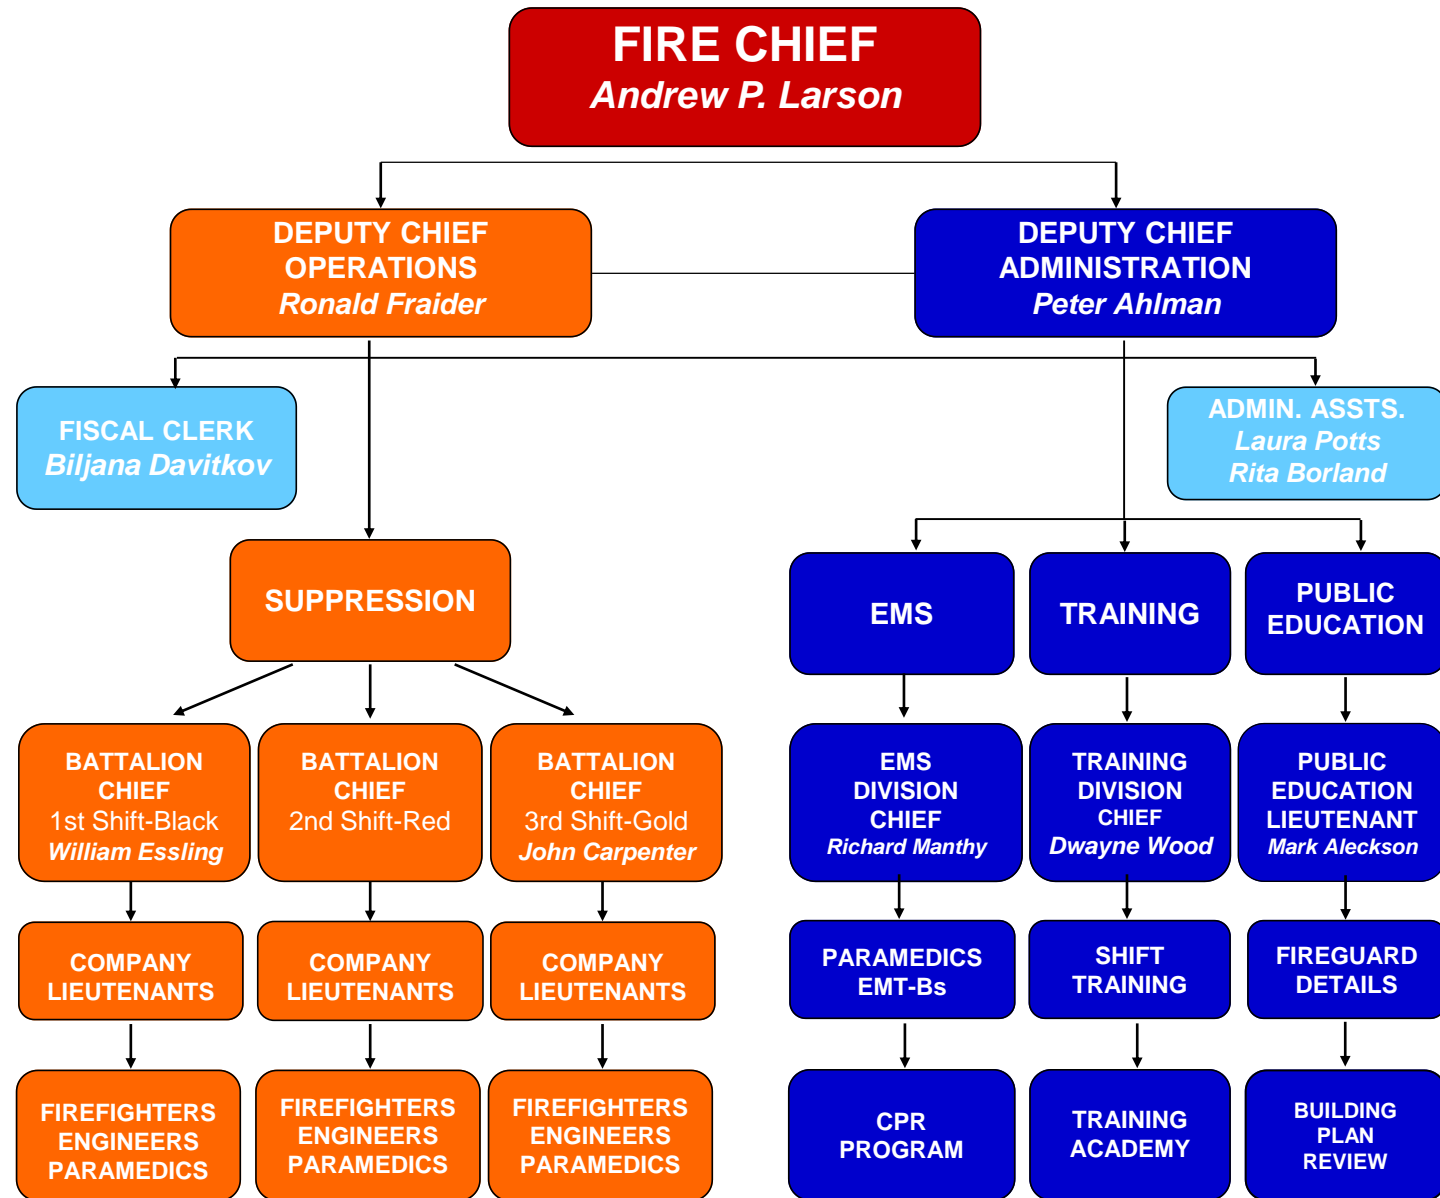 FIRE CHIEF
Andrew P. Larson
DEPUTY CHIEF
OPERATIONS
Ronald Fraider
DEPUTY CHIEF
ADMINISTRATION
Peter Ahlman
FISCAL CLERK
Biljana Davitkov
ADMIN. ASSTS.
Laura Potts
Rita Borland
SUPPRESSION
EMS
TRAINING
PUBLIC
EDUCATION
BATTALION
CHIEF
1st Shift-Black
William Essling
BATTALION
CHIEF
2nd Shift-Red
BATTALION
CHIEF
3rd Shift-Gold
John Carpenter
EMS
DIVISION
CHIEF
Richard Manthy
TRAINING
DIVISION
CHIEF
Dwayne Wood
PUBLIC
EDUCATION
LIEUTENANT
Mark Aleckson
COMPANY
LIEUTENANTS
COMPANY
LIEUTENANTS
COMPANY
LIEUTENANTS
PARAMEDICS
EMT-Bs
SHIFT
TRAINING
FIREGUARD
DETAILS
FIREFIGHTERS
ENGINEERS
PARAMEDICS
FIREFIGHTERS
ENGINEERS
PARAMEDICS
FIREFIGHTERS
ENGINEERS
PARAMEDICS
CPR
PROGRAM
TRAINING
ACADEMY
BUILDING
PLAN
REVIEW